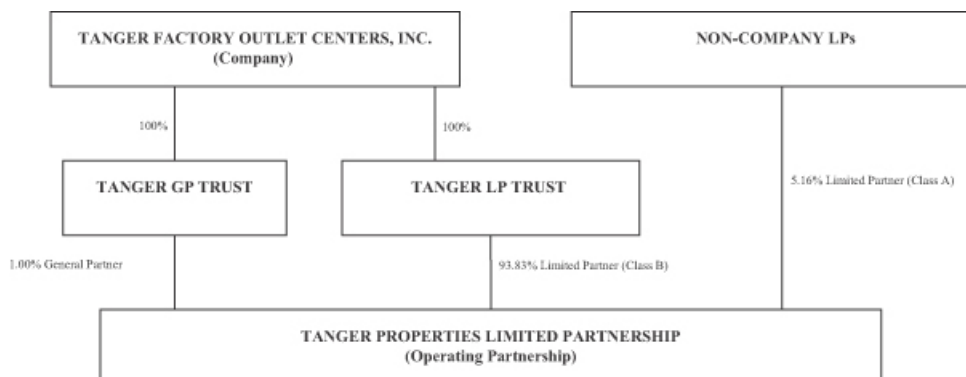 TANGER FACTORY OUTLET CENTERS, INC.
(Company)
NON-COMPANY LPs
100%
100%
TANGER GP TRUST
TANGER LP TRUST
5.16% Limited Partner (Class A)
1.00% General Partner
93.83% Limited Partner (Class B)
TANGER PROPERTIES LIMITED PARTNERSHIP
(Operating Partnership)